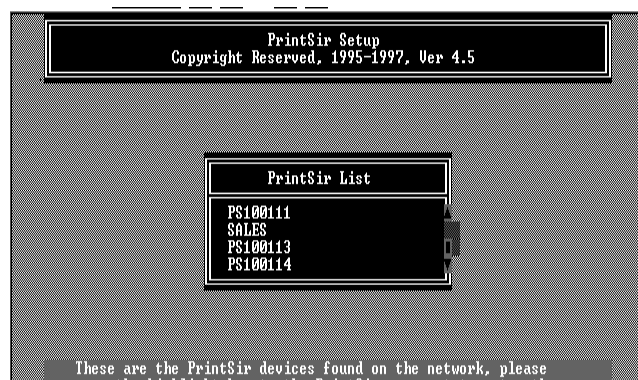 PrintSir Setup
Copyright Reserved, 1995-1997, Ver 4.5
PrintSir List
PS100111
SALES
PS100113
PS100114
These are the PrintSir devices found on the network, please